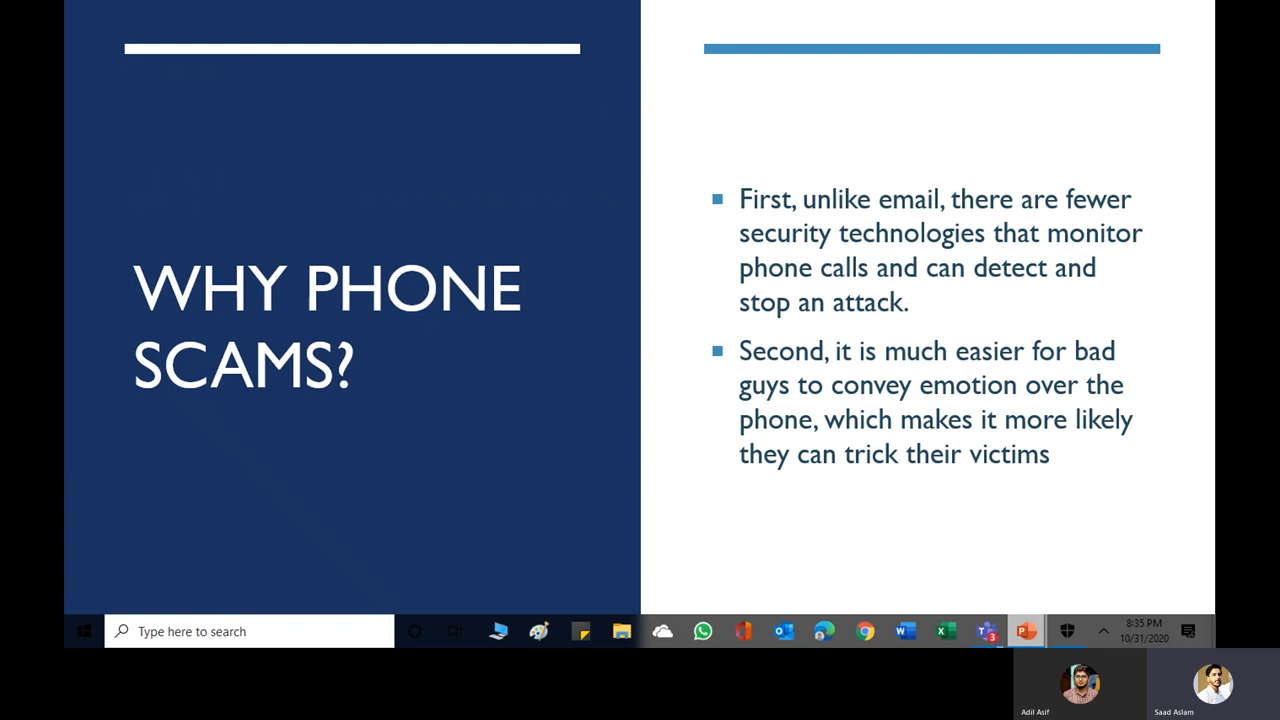 WHY PHONE
SCAMS?
First, unlike email, there are fewer
security technologies that monitor
phone calls and can detect and
stop an attack.
Second, it is much easier for bad
guys to convey emotion over the
phone, which makes it more likely
they can trick their victims
Type here to search
3
8:35 PM
10/31/2020
Adil Asif
Saad Aslam